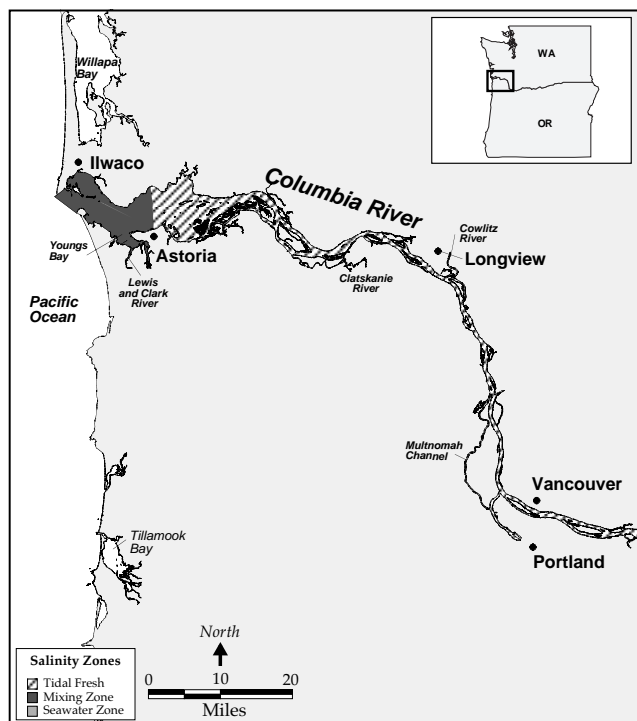 Willapa
Bay
WA
OR
Ilwaco
Columbia River
Cowlitz
River
Longview
Youngs
Bay
Astoria
Lewis
and Clark
River
Clatskanie
River
Pacific
Ocean
Multnomah
Channel
Vancouver
Portland
Tillamook
Bay
North
0 10 20
Miles
Salinity Zones
Tidal Fresh
Mixing Zone
Seawater Zone